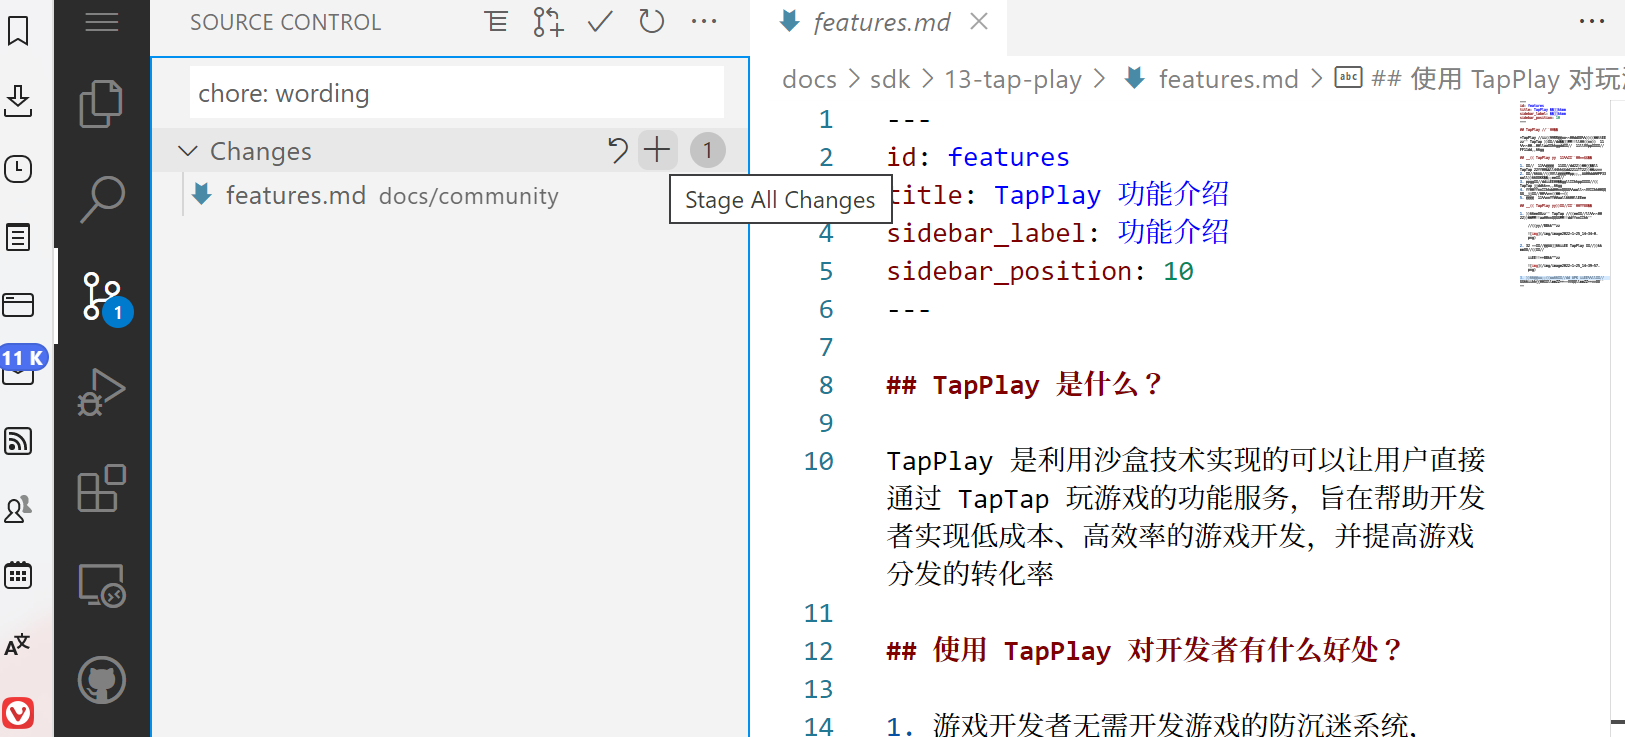 SOURCE CONTROL
chore: wording
Changes
1
features.md docs/community
Stage All Changes
1
11 K
features.md
docs > sdk > 13-tap-play > features.md > abc ## 使用 TapPlay 对玩
1 ---
2 id: features
title: TapPlay 功能介绍
4 sidebar_label: 功能介绍
5 sidebar_position: 10
6 ---
7
8 ## TapPlay 是什么？
9
10 TapPlay 是利用沙盒技术实现的可以让用户直接
通过 TapTap 玩游戏的功能服务，旨在帮助开发
者实现低成本、高效率的游戏开发，并提高游戏
分发的转化率
11
12 ## 使用 TapPlay 对开发者有什么好处？
13
14 1. 游戏开发者无需开发游戏的防沉迷系统，